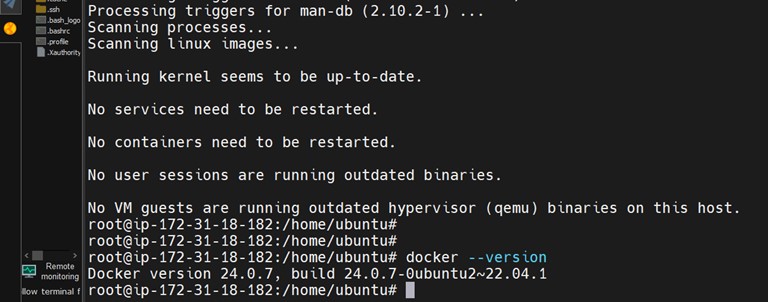 .ssh
.bash_logo
.bashrc
.profile
.Xauthority
Remote
monitoring
llow terminal f
Processing triggers for man-db (2.10.2-1) ...
Scanning processes...
Scanning linux images...
Running kernel seems to be up-to-date.
No services need to be restarted.
No containers need to be restarted.
No user sessions are running outdated binaries.
No VM guests are running outdated hypervisor (qemu) binaries on this host.
root@ip-172-31-18-182:/home/ubuntu#
root@ip-172-31-18-182:/home/ubuntu#
root@ip-172-31-18-182:/home/ubuntu# docker --version
Docker version 24.0.7, build 24.0.7-0ubuntu2~22.04.1
root@ip-172-31-18-182:/home/ubuntu#